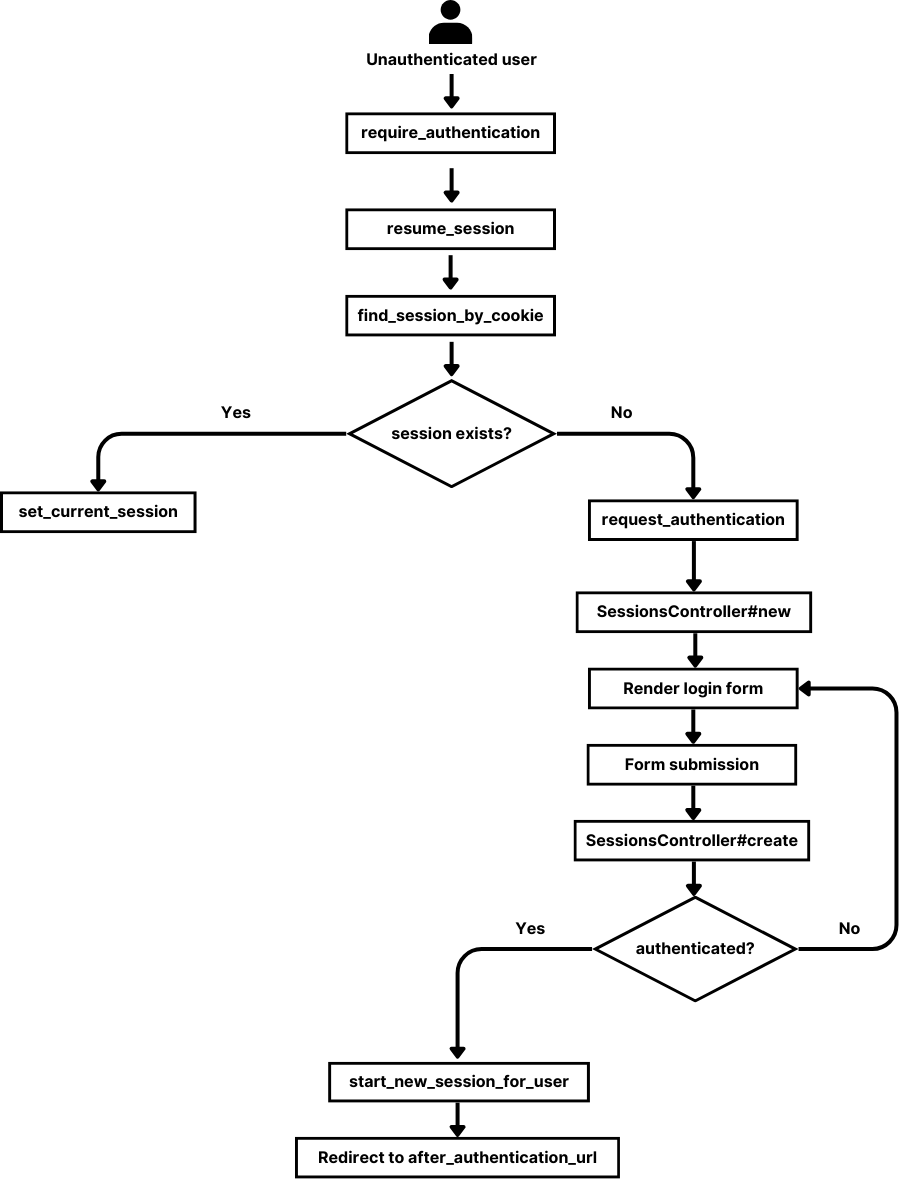 Unauthenticated user
require_authentication
resume_session
find_session_by_cookie
Yes
session exists?
No
set_current_session
request_authentication
SessionsController#new
Render login form
Form submission
SessionsController#create
Yes
authenticated?
No
start_new_session_for_user
Redirect to after_authentication_url